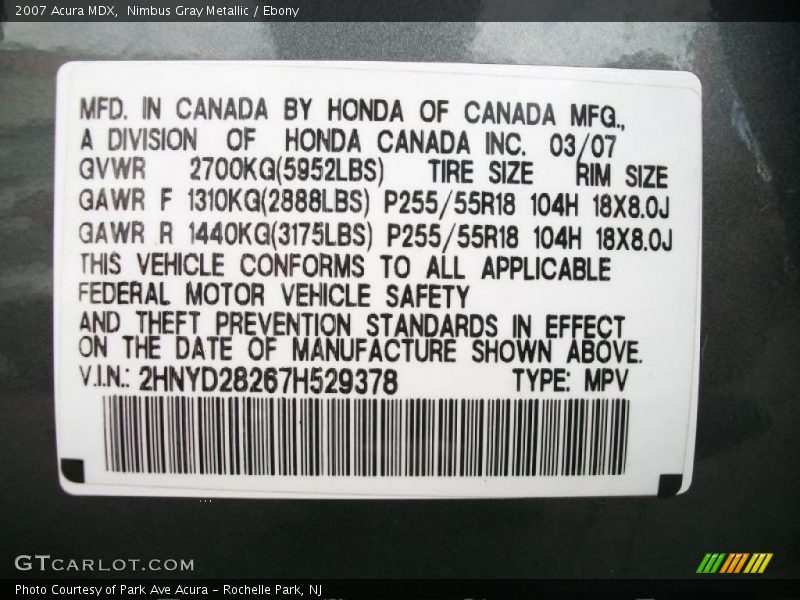 2007 Acura MDX, Nimbus Gray Metallic / Ebony
MFD. IN CANADA BY HONDA OF CANADA MFG.,
A DIVISION OF HONDA CANADA INC. 03/07
GVWR 2700KG(5952LBS) TIRE SIZE RIM SIZE
GAWR F 1310KG(2888LBS) P255/55R18 104H 18X8.0J
GAWR R 1440KG(3175LBS) P255/55R18 104H 18X8.0J
THIS VEHICLE CONFORMS TO ALL APPLICABLE
FEDERAL MOTOR VEHICLE SAFETY
AND THEFT PREVENTION STANDARDS IN EFFECT
ON THE DATE OF MANUFACTURE SHOWN ABOVE.
V.I.N.: 2HNYD28267H529378 TYPE: MPV
GTCARLOT.COM
Photo Courtesy of Park Ave Acura - Rochelle Park, NJ